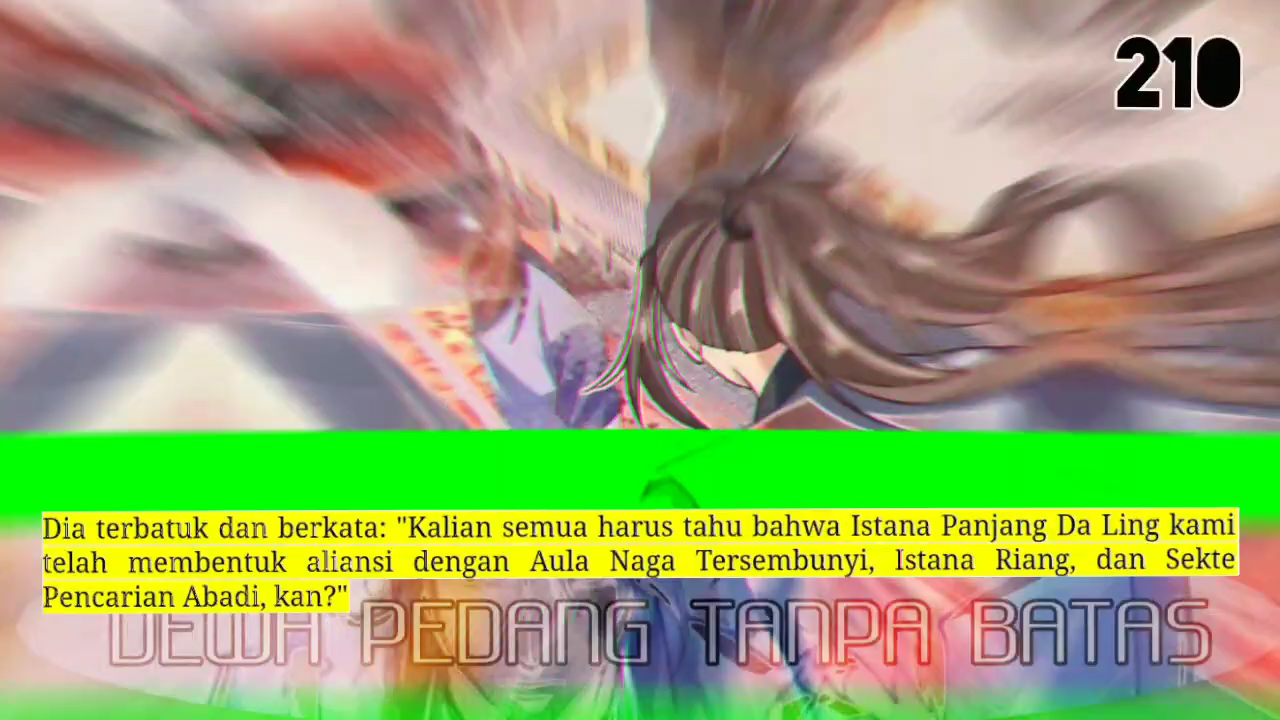 210
Dia terbatuk dan berkata: "Kalian semua harus tahu bahwa Istana Panjang Da Ling kami
telah membentuk aliansi dengan Aula Naga Tersembunyi, Istana Riang, dan Sekte
Pencarian Abadi, kan?"
DEWA PEDANG TANPA BATAS